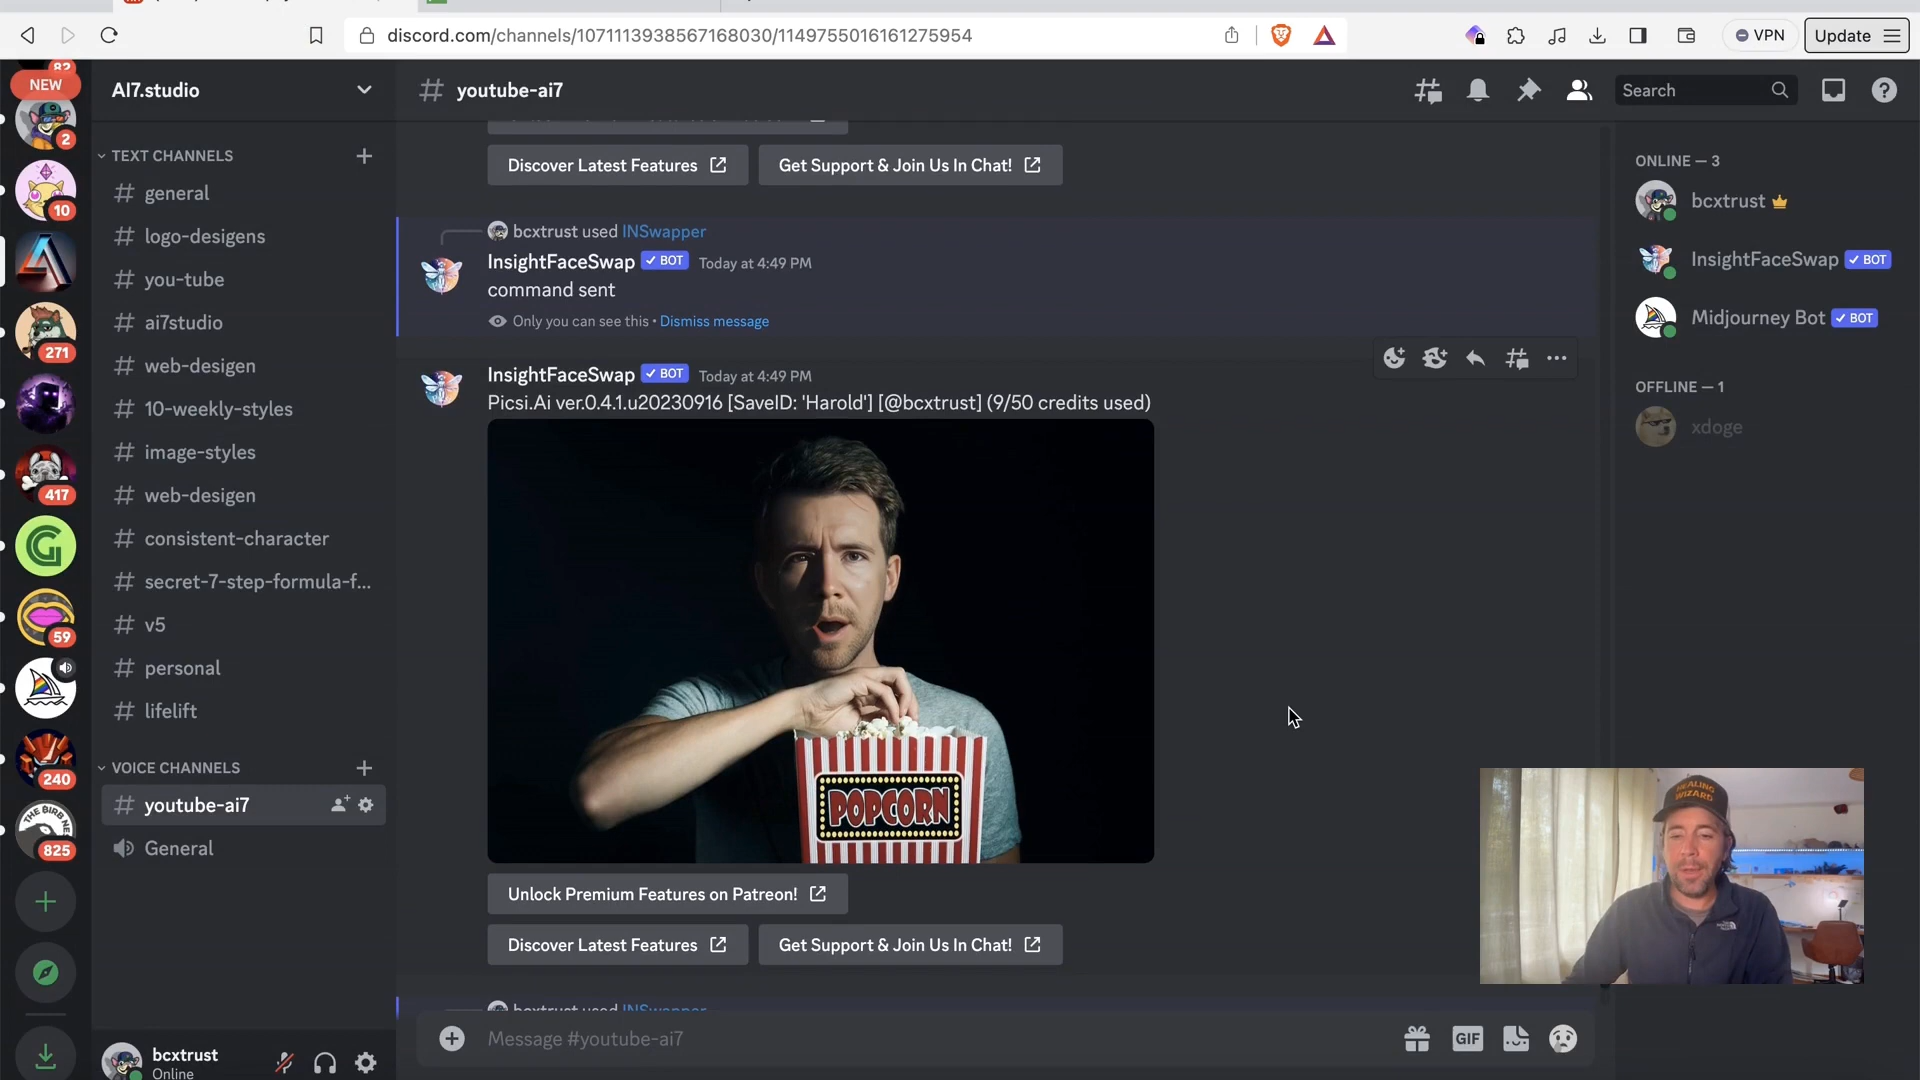 discord.com/channels/1071113938567168030/1149755016161275954
VPN
Update
82
NEW
2
10
271
417
59
240
825
AI7.studio
TEXT CHANNELS
general
logo-desigens
you-tube
ai7studio
web-desigen
10-weekly-styles
image-styles
web-desigen
consistent-character
secret-7-step-formula-f...
v5
personal
lifelift
VOICE CHANNELS
youtube-ai7
General
bcxtrust
Online
youtube-ai7
Search
Discover Latest Features
Get Support & Join Us In Chat!
bcxtrust used INSwapper
InsightFaceSwap BOT Today at 4:49 PM
command sent
Only you can see this • Dismiss message
InsightFaceSwap BOT Today at 4:49 PM
Picsi.Ai ver.0.4.1.u20230916 [SaveID: 'Harold'] [@bcxtrust] (9/50 credits used)
POPCORN
Unlock Premium Features on Patreon!
Discover Latest Features
Get Support & Join Us In Chat!
bcxtrust used INSwapper
Message #youtube-ai7
GIF
ONLINE — 3
bcxtrust
InsightFaceSwap BOT
Midjourney Bot BOT
OFFLINE — 1
xdoge
HEALING
WIZARD